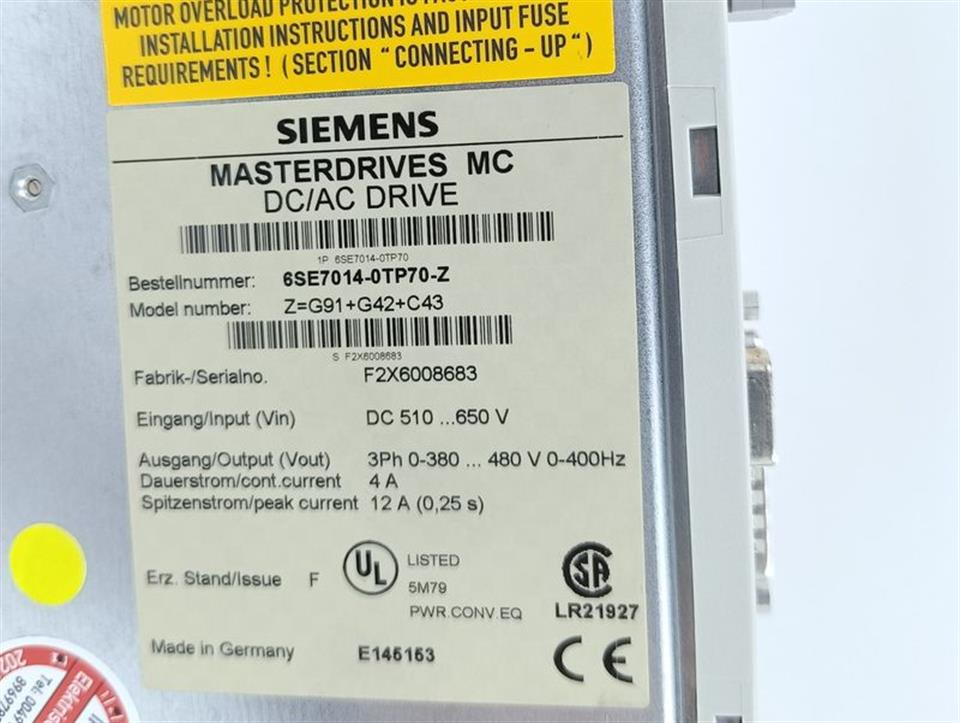 MOTOR OVERLOAD PROTECTION IS
INSTALLATION INSTRUCTIONS AND INPUT FUSE
REQUIREMENTS ! ( SECTION “ CONNECTING - UP “ )
SIEMENS
MASTERDRIVES MC
DC/AC DRIVE
1P 6SE7014-0TP70
Bestellnummer: 6SE7014-0TP70-Z
Model number: Z=G91+G42+C43
S F2X6008683
Fabrik-/Serialno. F2X6008683
Eingang/Input (Vin) DC 510 ...650 V
Ausgang/Output (Vout) 3Ph 0-380 ... 480 V 0-400Hz
Dauerstrom/cont.current 4 A
Spitzenstrom/peak current 12 A (0,25 s)
Erz. Stand/Issue F
UL
LISTED
5M79
PWR.CONV.EQ
LR21927
Made in Germany E145153
CE
Tel: 0049